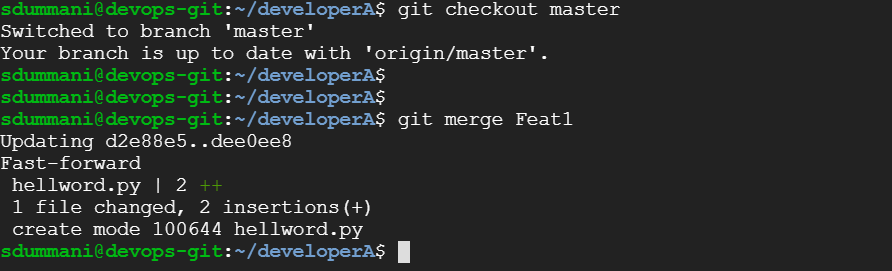 sdummani@devops-git:~/developerA$ git checkout master
Switched to branch 'master'
Your branch is up to date with 'origin/master'.
sdummani@devops-git:~/developerA$
sdummani@devops-git:~/developerA$
sdummani@devops-git:~/developerA$ git merge Feat1
Updating d2e88e5..dee0ee8
Fast-forward
 hellword.py | 2 ++
 1 file changed, 2 insertions(+)
 create mode 100644 hellword.py
sdummani@devops-git:~/developerA$